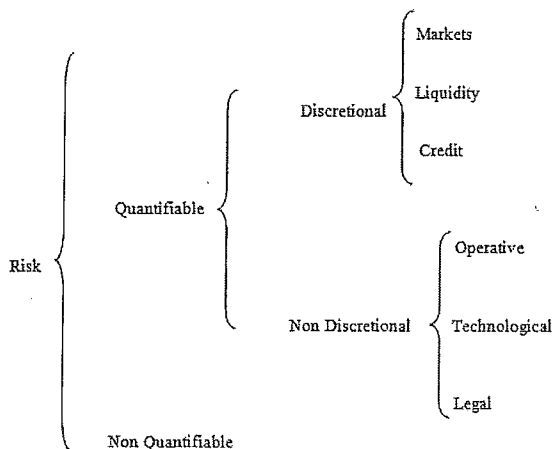 Markets
Liquidity
Discretional
Credit
Quantifiable
Operative
Risk
Non Discretional
Technological
Legal
Non Quantifiable